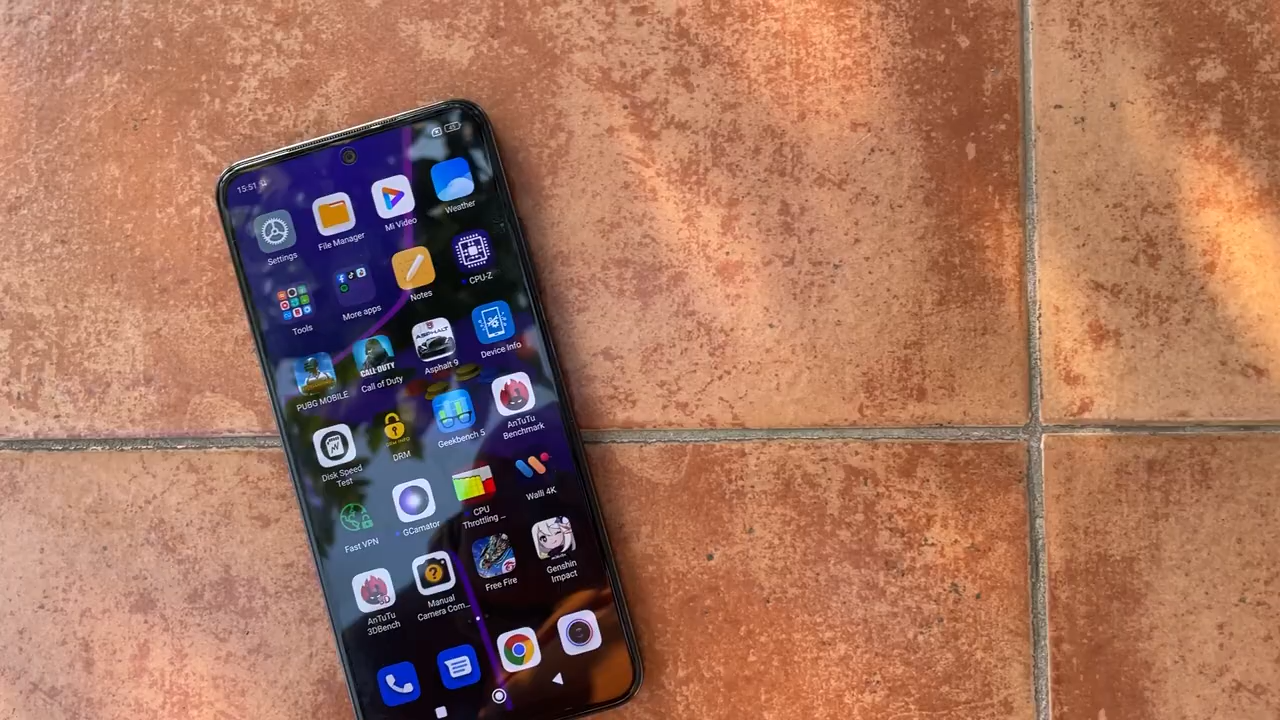 15:51
Settings
File Manager
Mi Video
Weather
Tools
More apps
Notes
CPU-Z
PUBG MOBILE
CALL·DUTY
Call of Duty
ASPHALT
Asphalt 9
Device Info
Disk Speed
Test
DRM
Geekbench 5
AnTuTu
Benchmark
Fast VPN
GCamator
CPU
Throttling ...
Walli 4K
3D
AnTuTu
3DBench
Manual
Camera Com...
Free Fire
Genshin
Impact